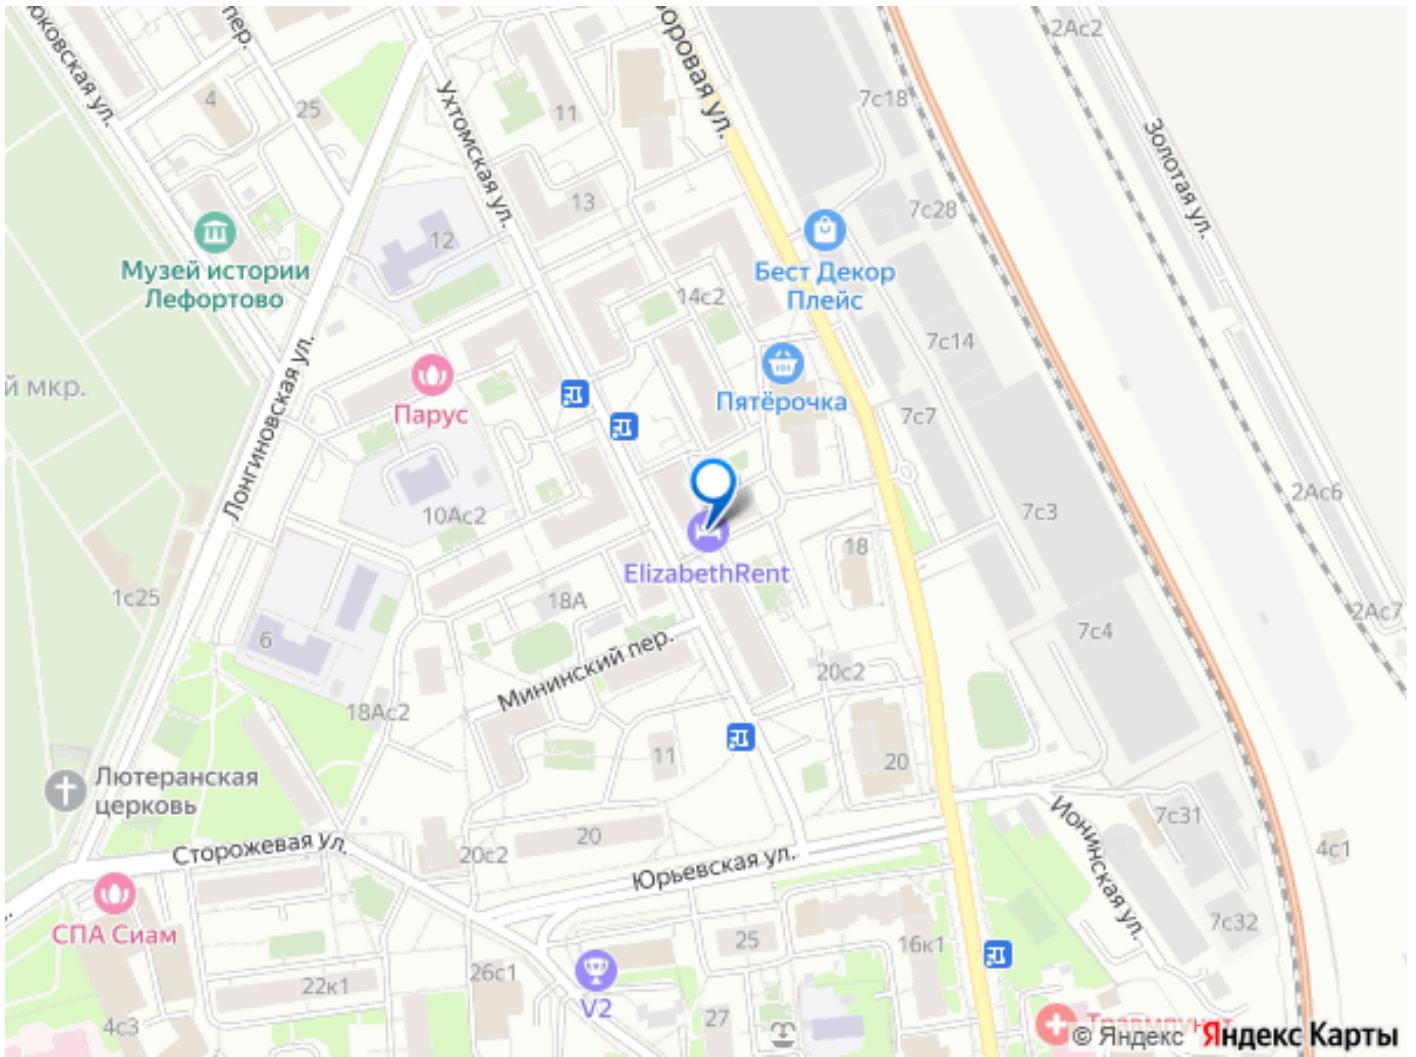 2Ас2
юковская ул.
пер.
4
25
Ухтомская ул.
11
7с18
Золотая ул.
13
7с28
12
Музей истории
Лефортово
Бест Декор
Плейс
14с2
7с14
Пятёрочка
Парус
й мкр.
Лонгиновская ул.
7с7
2Ас6
7с3
10Ас2
18
ElizabethRent
1с25
18А
2Ас7
7с4
6
Мининский пер.
20с2
18Ас2
11
20
Лютеранская
церковь
Ионинская ул.
7с31
20
4с1
Сторожевая ул.
20с2
Юрьевская ул.
7с32
СПА Сиам
25
16к1
26с1
22к1
V2
27
4с3
Травмпункт
© Яндекс Яндекс Карты